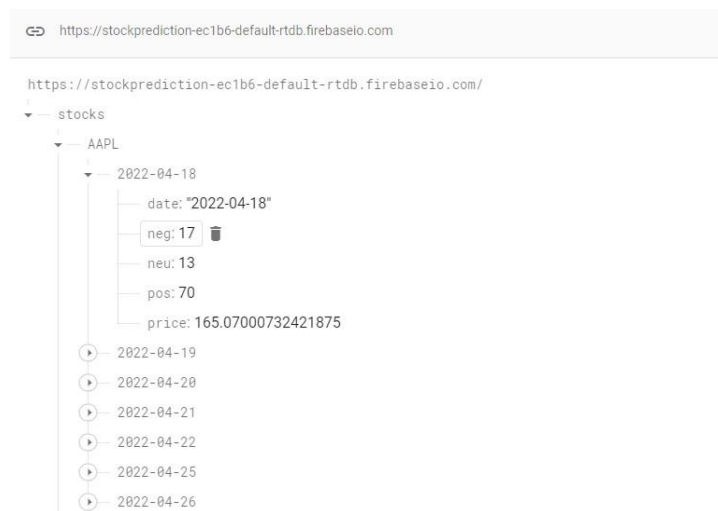 https://stockprediction-ec1b6-default-rtdb.firebaseio.com
https://stockprediction-ec1b6-default-rtdb.firebaseio.com/
stocks
AAPL
2022-04-18
date: "2022-04-18"
neg: 17
neu: 13
pos: 70
price: 165.07000732421875
2022-04-19
2022-04-20
2022-04-21
2022-04-22
2022-04-25
2022-04-26